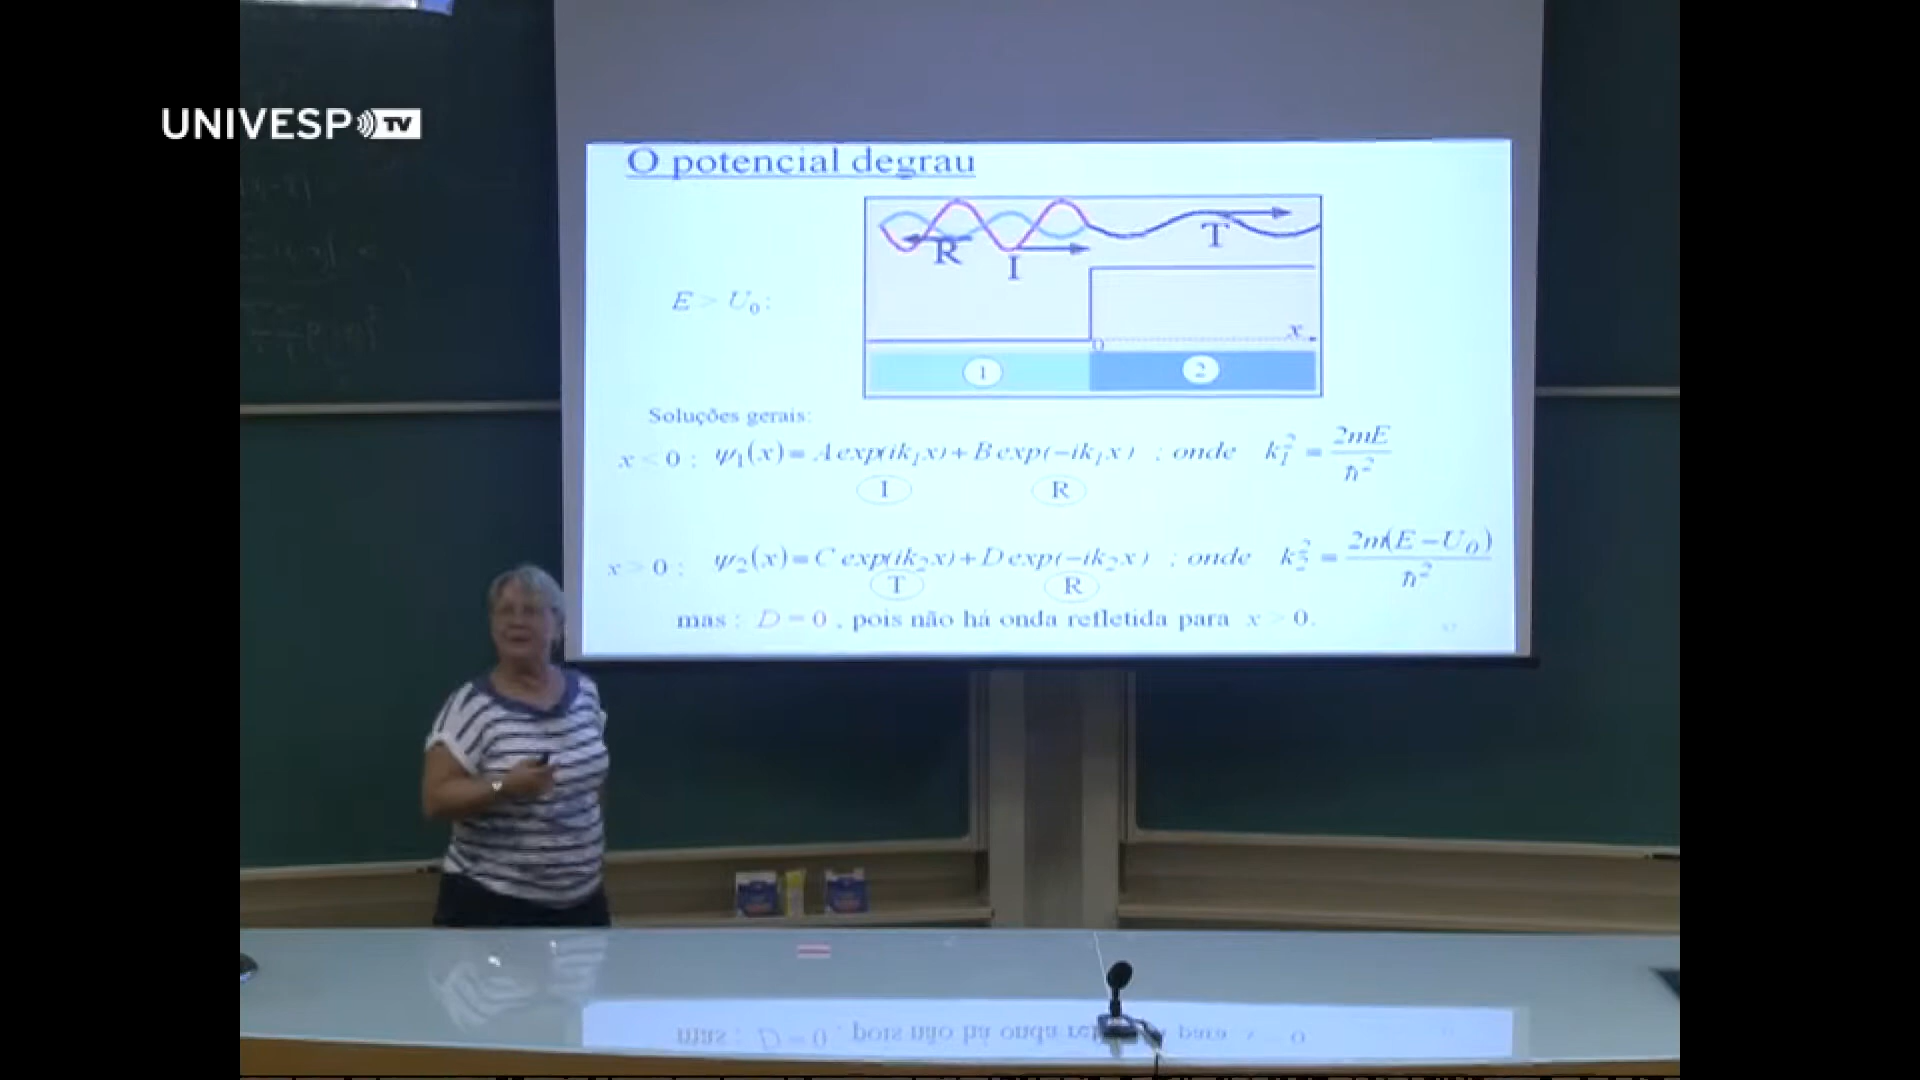 UNIVESP TV
O potencial degrau
R
I
T
E > U₀:
x
0
1
2
Soluções gerais:
x < 0 : ψ₁(x) = A exp(ik₁x) + B exp(-ik₁x) ; onde k₁² = 2mE / ħ²
I
R
x > 0 : ψ₂(x) = C exp(ik₂x) + D exp(-ik₂x) ; onde k₂² = 2m(E - U₀) / ħ²
T
R
mas : D = 0 , pois não há onda refletida para x > 0.